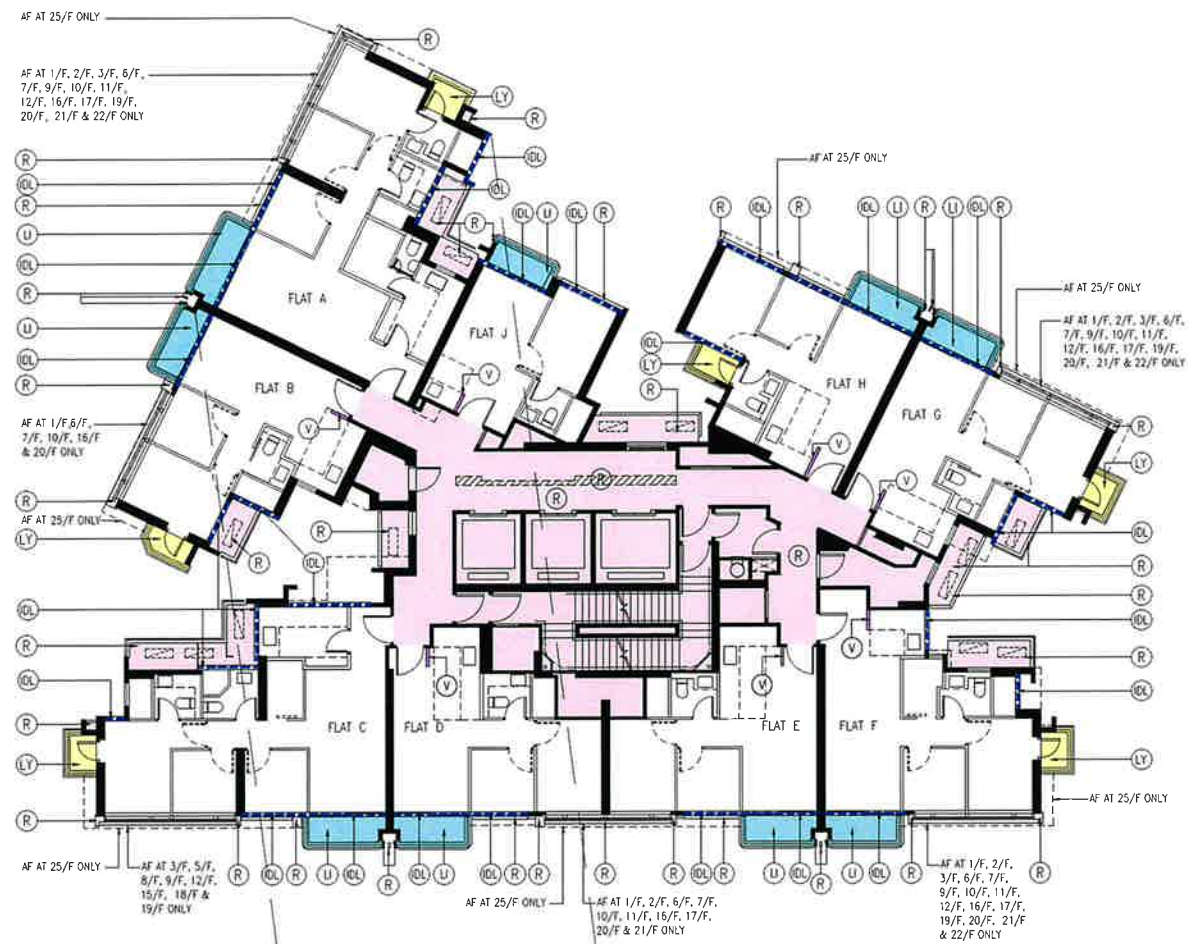 AF AT 25/F ONLY
R
AF AT 1/F, 2/F, 3/F, 6/F,
7/F, 9/F, 10/F, 11/F,
12/F, 16/F, 17/F, 19/F,
20/F, 21/F & 22/F ONLY
LY
R
R
IDL
R
LI
IDL
R
LI
IDL
R
IDL
IDL
R
IDL
LI
IDL
R
FLAT A
FLAT J
FLAT B
V
V
AF AT 25/F ONLY
R
IDL
R
IDL
LI
R
LI
IDL
R
AF AT 25/F ONLY
AF AT 1/F, 2/F, 3/F, 6/F,
7/F, 9/F, 10/F, 11/F,
12/F, 16/F, 17/F, 19/F,
20/F, 21/F & 22/F ONLY
IDL
LY
R
FLAT H
FLAT G
V
V
R
LY
IDL
R
R
IDL
R
IDL
LY
AF AT 1/F,6/F,
7/F, 10/F, 16/F
& 20/F ONLY
R
AF AT 25/F ONLY
LY
R
R
IDL
R
R
R
IDL
R
IDL
R
LY
R
FLAT C
FLAT D
FLAT E
FLAT F
V
V
V
AF AT 25/F ONLY
AF AT 25/F ONLY
AF AT 3/F, 5/F,
8/F, 9/F, 12/F,
15/F, 18/F &
19/F ONLY
R
IDL
R
LI
IDL
R
IDL
LI
IDL
R
R
AF AT 25/F ONLY
AF AT 1/F, 2/F, 6/F, 7/F,
10/F, 11/F, 16/F, 17/F,
20/F & 21/F ONLY
R
R
IDL
R
LI
IDL
R
LI
IDL
R
AF AT 1/F, 2/F,
3/F, 6/F, 7/F,
9/F, 10/F, 11/F,
12/F, 16/F, 17/F,
19/F, 20/F, 21/F
& 22/F ONLY
R